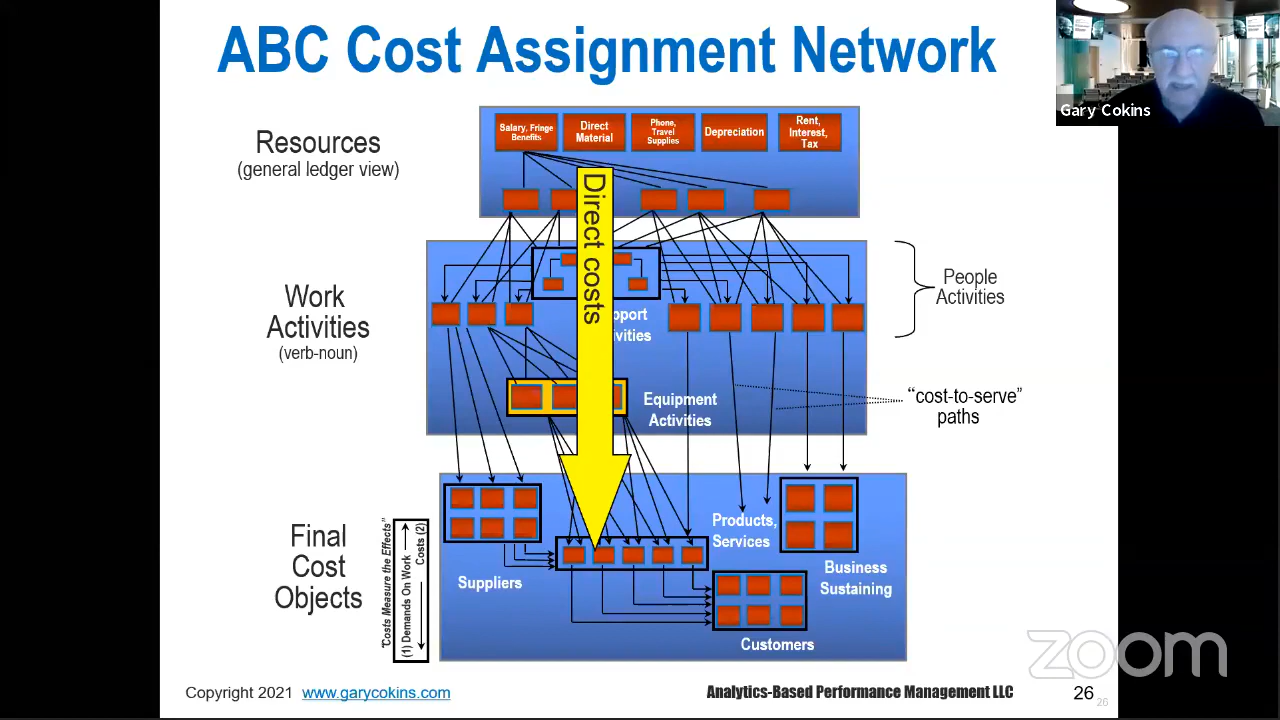 ABC Cost Assignment Network
Gary Cokins
Resources
(general ledger view)
Salary, Fringe
Benefits
Direct
Material
Phone,
Travel
Supplies
Depreciation
Rent,
Interest,
Tax
Direct costs
Work
Activities
(verb-noun)
People
Activities
Equipment
Activities
“cost-to-serve”
paths
Final
Cost
Objects
"Costs Measure the Effects"
(1) Demands On Work
Costs (2)
Suppliers
Products,
Services
Business
Sustaining
Customers
zoom
Copyright 2021 www.garycokins.com
Analytics-Based Performance Management LLC
26
26